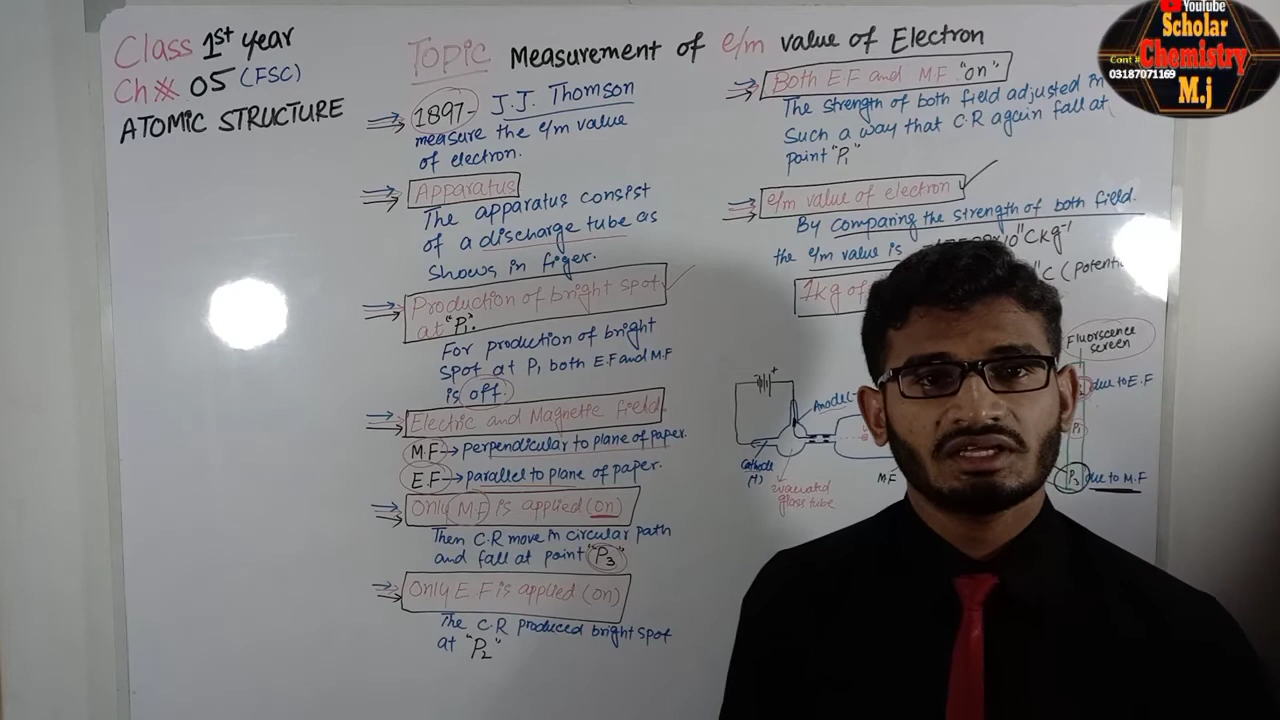 Class 1st year
Ch# 05 (FSC)
ATOMIC STRUCTURE
TOPIC Measurement of e/m value of Electron
1897- J.J. Thomson
measure the e/m value
of electron.
Apparatus
The apparatus consist
of a discharge tube as
shows in figer.
Production of bright spot
at "P1".
For production of bright
spot at P1 both E.F and M.F
is off.
Electric and Magnetic field
M.F → perpendicular to plane of paper.
E.F → parallel to plane of paper.
Only M.F is applied (on)
Then C.R move in circular path
and fall at point "P3"
Only E.F is applied (on)
The C.R produced bright spot
at "P2"
Both E.F and M.F "on"
The strength of both field adjusted in
Such a way that C.R again fall at
point "P1"
e/m value of electron
By comparing the strength of both field.
the e/m value is
C kg-1
1kg of
C (Potenti
Fluorscence
screen
due to E.F
Anode
P1
Cathode
M.F
P3 due to M.F
evacuated
glass tube
YouTube
Scholar
Chemistry
M.j
Cont #
03187071169